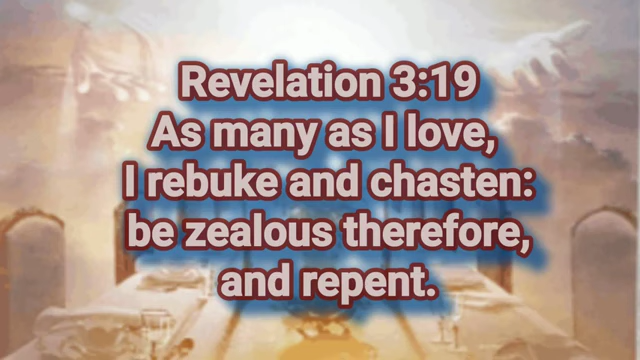 Revelation 3:19
As many as I love,
I rebuke and chasten:
be zealous therefore,
and repent.